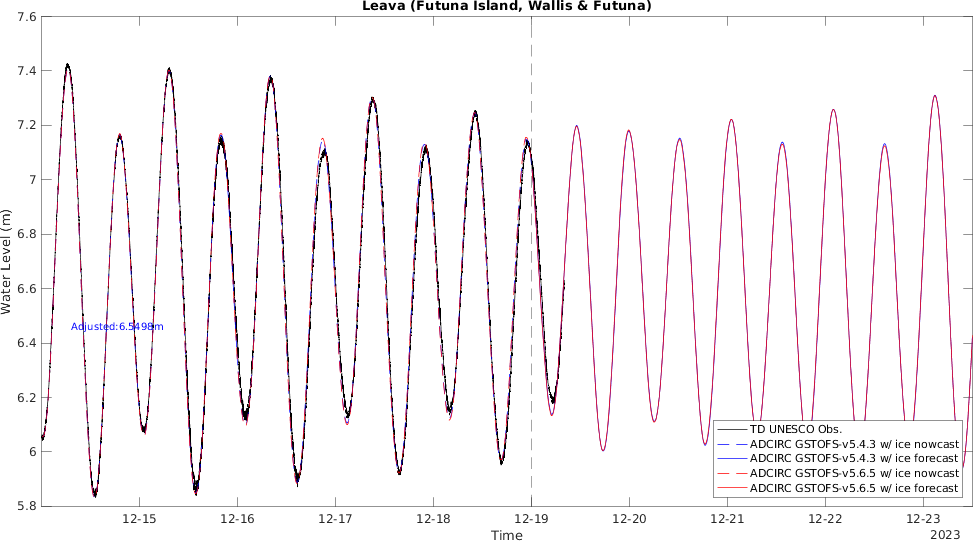 Leava (Futuna Island, Wallis & Futuna)
7.6
7.4
7.2
7
6.8
6.6
6.4
6.2
6
5.8
Water Level (m)
Adjusted:6.5498m
TD UNESCO Obs.
ADCIRC GSTOFS-v5.4.3 w/ ice nowcast
ADCIRC GSTOFS-v5.4.3 w/ ice forecast
ADCIRC GSTOFS-v5.6.5 w/ ice nowcast
ADCIRC GSTOFS-v5.6.5 w/ ice forecast
12-15 12-16 12-17 12-18 12-19 12-20 12-21 12-22 12-23
Time
2023